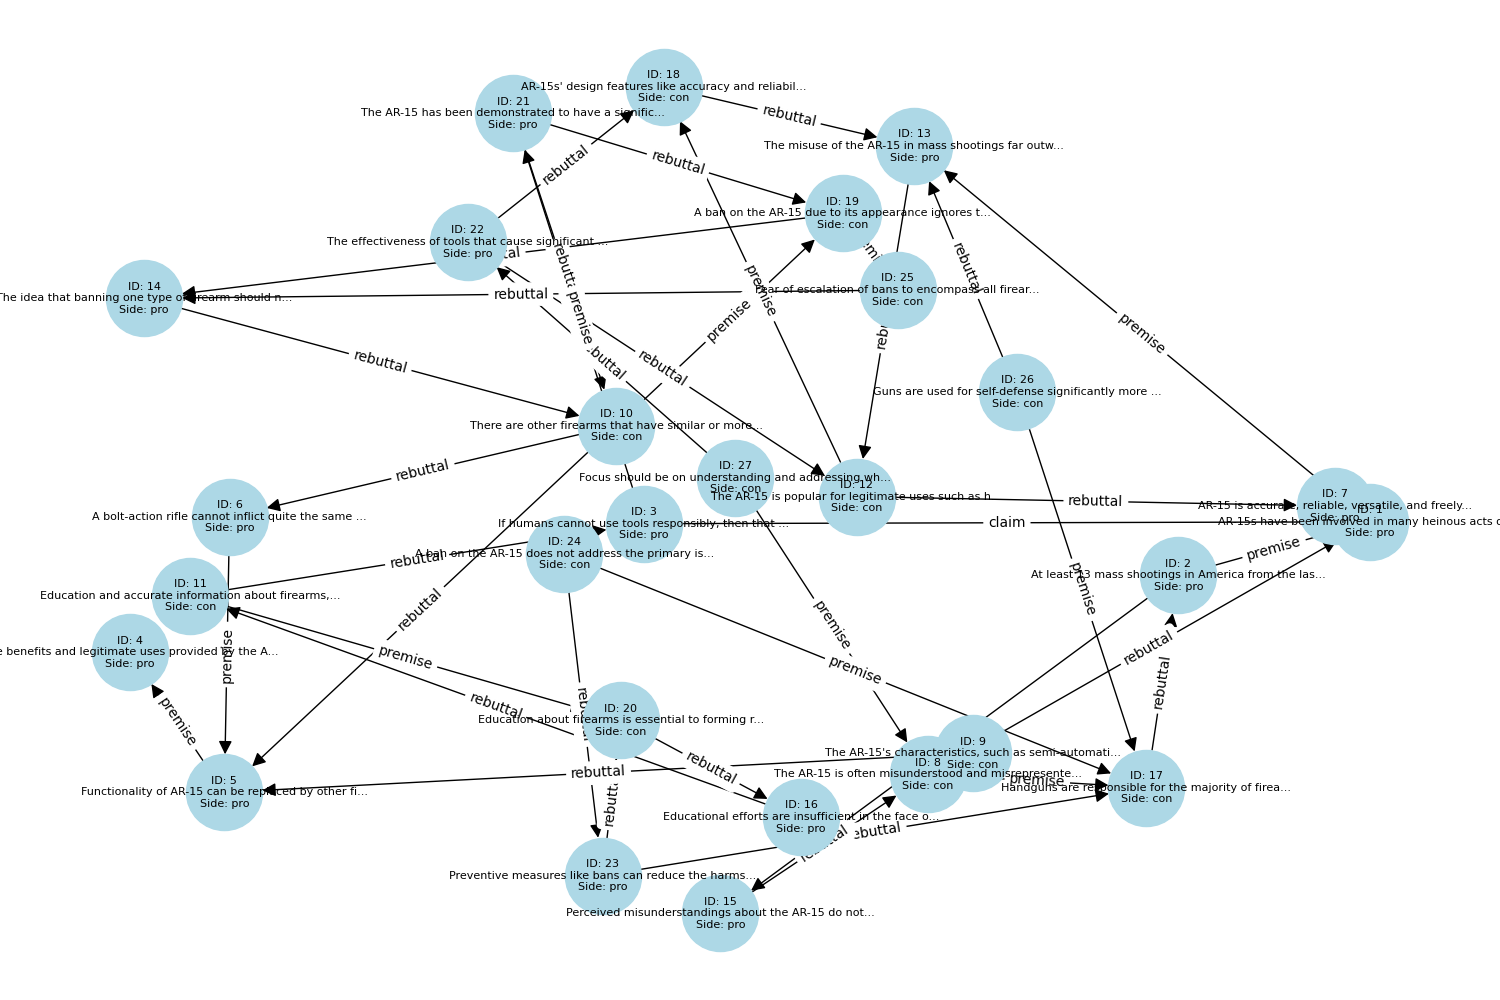 ID: 18
AR-15s' design features like accuracy and reliabil...
Side: con
ID: 21
The AR-15 has been demonstrated to have a signific...
Side: pro
rebuttal
ID: 13
The misuse of the AR-15 in mass shootings far outw...
Side: pro
rebuttal
rebuttal
ID: 19
A ban on the AR-15 due to its appearance ignores t...
Side: con
ID: 22
The effectiveness of tools that cause significant ...
Side: pro
rebuttal
ID: 25
Fear of escalation of bans to encompass all firear...
Side: con
ID: 14
The idea that banning one type of firearm should n...
Side: pro
rebuttal
premise
premise
premise
premise
rebuttal
rebuttal
ID: 26
Guns are used for self-defense significantly more ...
Side: con
ID: 10
There are other firearms that have similar or more...
Side: con
rebuttal
ID: 27
Focus should be on understanding and addressing wh...
Side: con
ID: 12
The AR-15 is popular for legitimate uses such as h
Side: con
rebuttal
ID: 7
AR-15 is accurate, reliable, versatile, and freely...
Side: pro
ID: 1
AR-15s have been involved in many heinous acts
Side: pro
ID: 6
A bolt-action rifle cannot inflict quite the same ...
Side: pro
ID: 3
If humans cannot use tools responsibly, then that ...
Side: pro
claim
ID: 24
A ban on the AR-15 does not address the primary is...
Side: con
premise
rebuttal
ID: 2
At least 13 mass shootings in America from the las...
Side: pro
ID: 11
Education and accurate information about firearms,...
Side: con
premise
rebuttal
premise
ID: 4
benefits and legitimate uses provided by the A...
Side: pro
premise
premise
premise
rebuttal
rebuttal
rebuttal
premise
ID: 20
Education about firearms is essential to forming r...
Side: con
ID: 9
The AR-15's characteristics, such as semi-automati...
Side: con
rebuttal
rebuttal
ID: 8
The AR-15 is often misunderstood and misrepresente...
Side: con
premise
ID: 17
Handguns are responsible for the majority of firea...
Side: con
ID: 5
Functionality of AR-15 can be replaced by other fi...
Side: pro
ID: 16
Educational efforts are insufficient in the face o...
Side: pro
ID: 23
Preventive measures like bans can reduce the harms...
Side: pro
ID: 15
Perceived misunderstandings about the AR-15 do not...
Side: pro